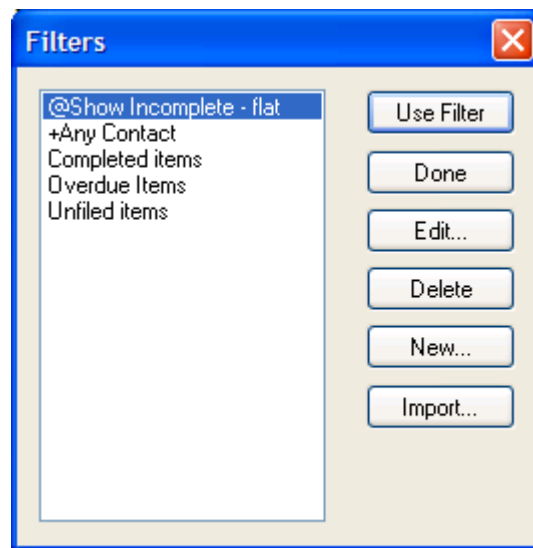 Filters
@Show Incomplete - flat
+Any Contact
Completed items
Overdue Items
Unfiled items
Use Filter
Done
Edit...
Delete
New...
Import...